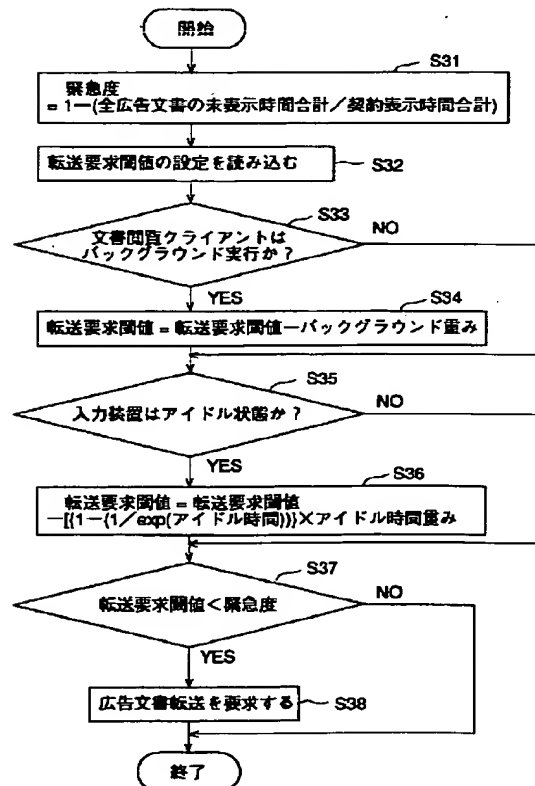 開始
S31
緊急度
= 1−(全広告文書の未表示時間合計/契約表示時間合計)
転送要求閾値の設定を読み込む
S32
S33
文書閲覧クライアントは
バックグラウンド実行か?
NO
YES
S34
転送要求閾値 = 転送要求閾値−バックグラウンド重み
S35
入力装置はアイドル状態か?
NO
YES
S36
転送要求閾値 = 転送要求閾値
−[{1−(1/exp(アイドル時間))}×アイドル時間重み
S37
転送要求閾値<緊急度
NO
YES
広告文書転送を要求する
S38
終了